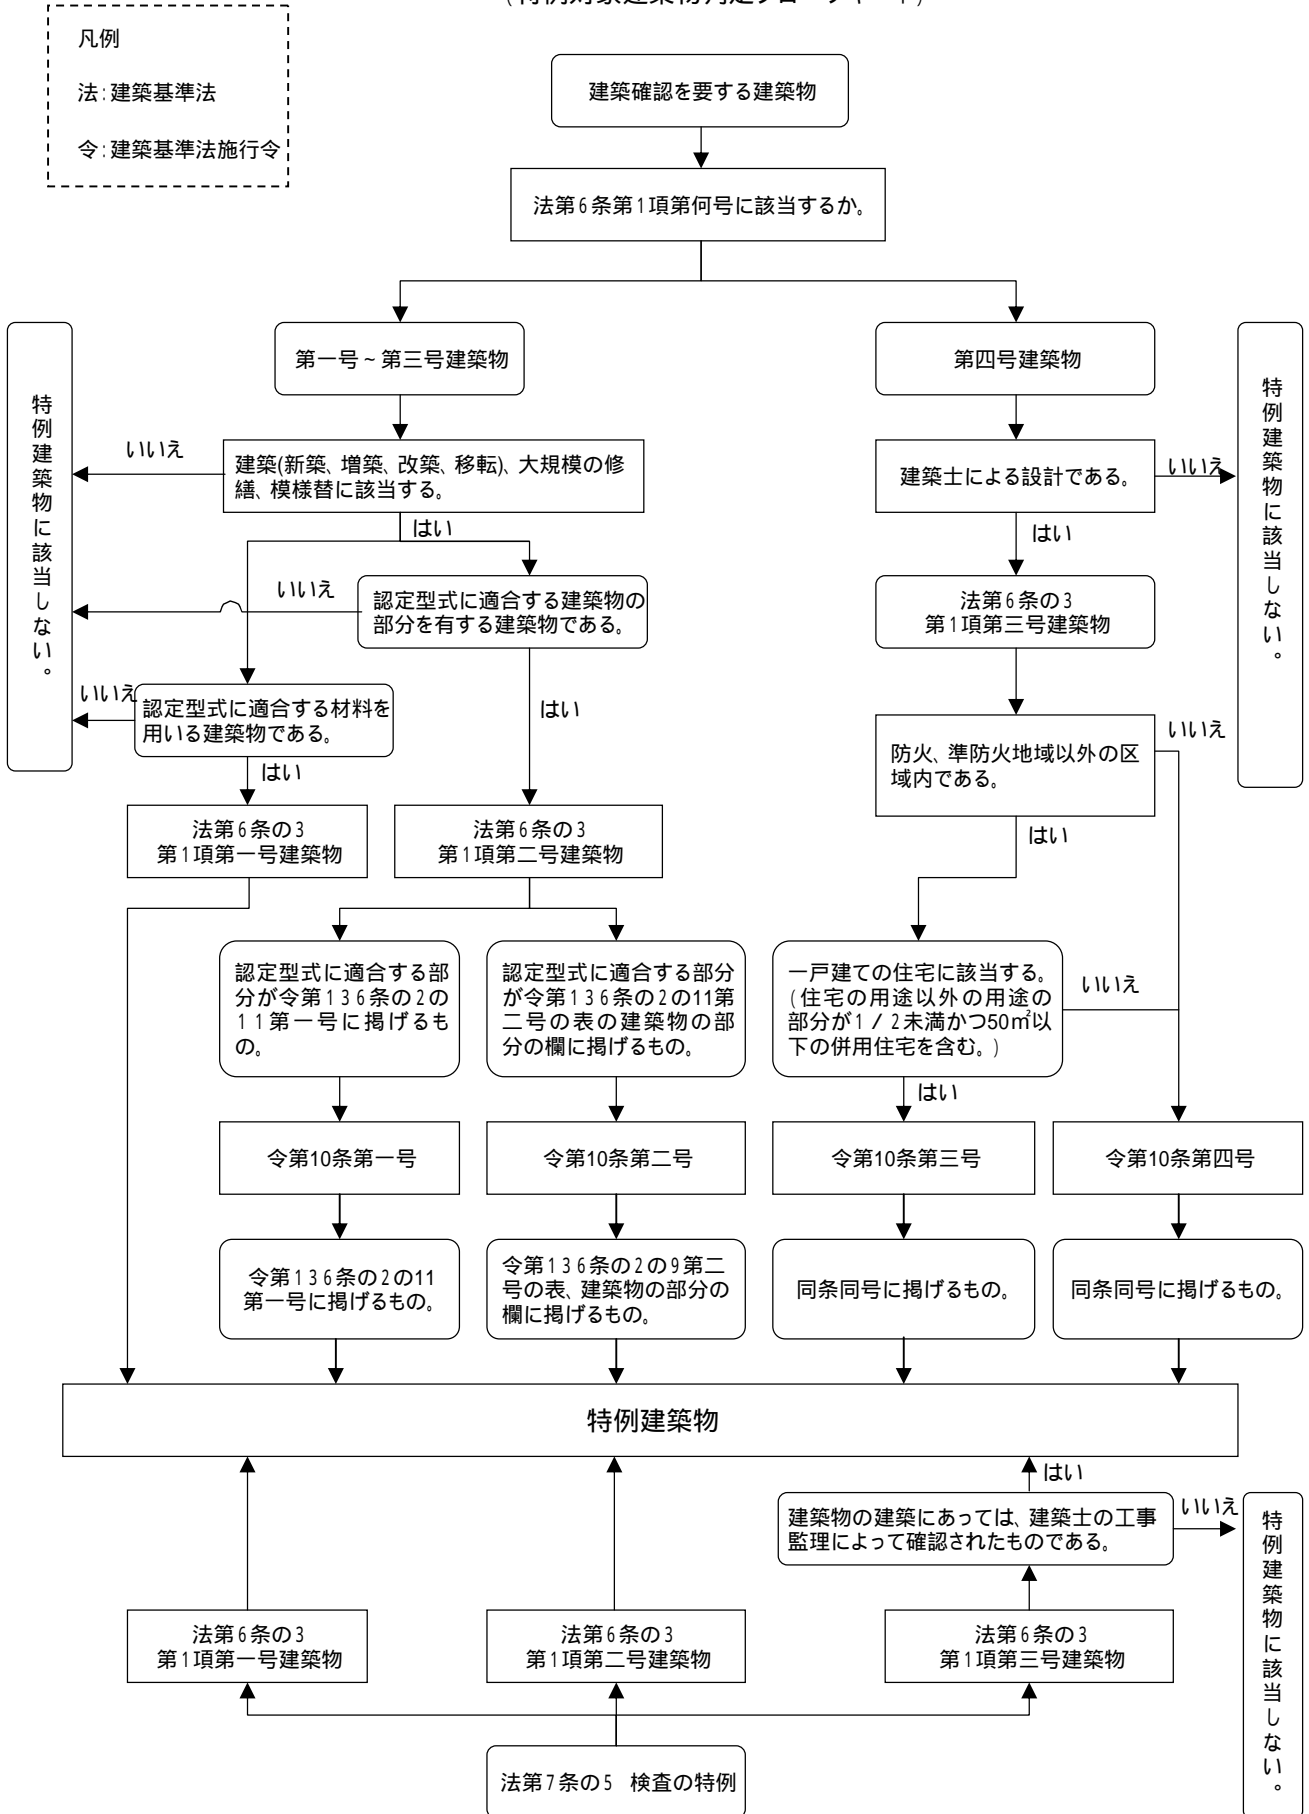 (特例対象建築物判定フローチャート)
凡例
法:建築基準法
令:建築基準法施行令
建築確認を要する建築物
法第6条第1項第何号に該当するか。
第一号~第三号建築物
第四号建築物
特例建築物に該当しない。
特例建築物に該当しない。
いいえ
建築(新築、増築、改築、移転)、大規模の修
繕、模様替に該当する。
建築士による設計である。
いいえ
はい
はい
いいえ
認定型式に適合する建築物の
部分を有する建築物である。
法第6条の3
第1項第三号建築物
いいえ
認定型式に適合する材料を
用いる建築物である。
はい
はい
防火、準防火地域以外の区
域内である。
いいえ
はい
法第6条の3
第1項第一号建築物
法第6条の3
第1項第二号建築物
認定型式に適合する部
分が令第136条の2の
11第一号に掲げるも
の。
認定型式に適合する部分
が令第136条の2の11第
二号の表の建築物の部
分の欄に掲げるもの。
一戸建ての住宅に該当する。
(住宅の用途以外の用途の
部分が1/2未満かつ50㎡以
下の併用住宅を含む。)
いいえ
はい
令第10条第一号
令第10条第二号
令第10条第三号
令第10条第四号
令第136条の2の11
第一号に掲げるもの。
令第136条の2の9第二
号の表、建築物の部分の
欄に掲げるもの。
同条同号に掲げるもの。
同条同号に掲げるもの。
特例建築物
はい
建築物の建築にあっては、建築士の工事
監理によって確認されたものである。
いいえ
特例建築物に該当しない。
法第6条の3
第1項第一号建築物
法第6条の3
第1項第二号建築物
法第6条の3
第1項第三号建築物
法第7条の5 検査の特例